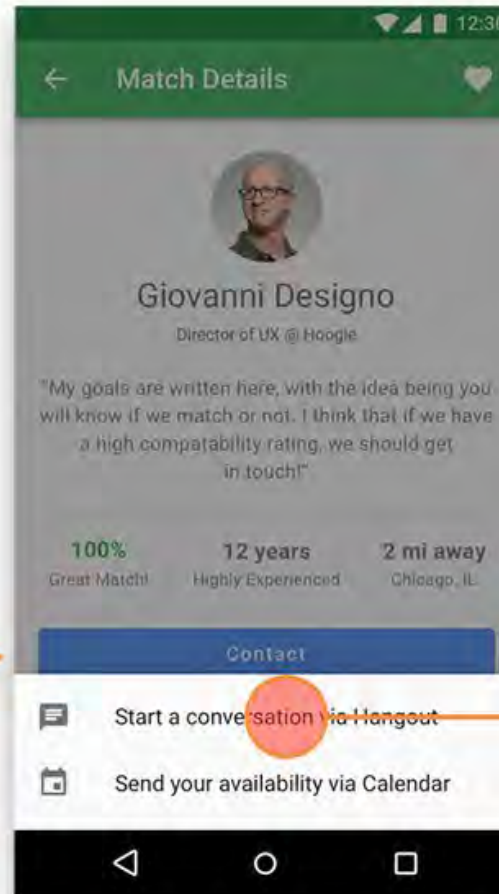 12:30
Match Details
Giovanni Designo
Director of UX @ Hoogle
"My goals are written here, with the idea being you
will know if we match or not. I think that if we have
a high compatability rating, we should get
in touch!"
100% 12 years 2 mi away
Great Match! Highly Experienced Chicago, IL
Contact
Start a conversation via Hangout
Send your availability via Calendar